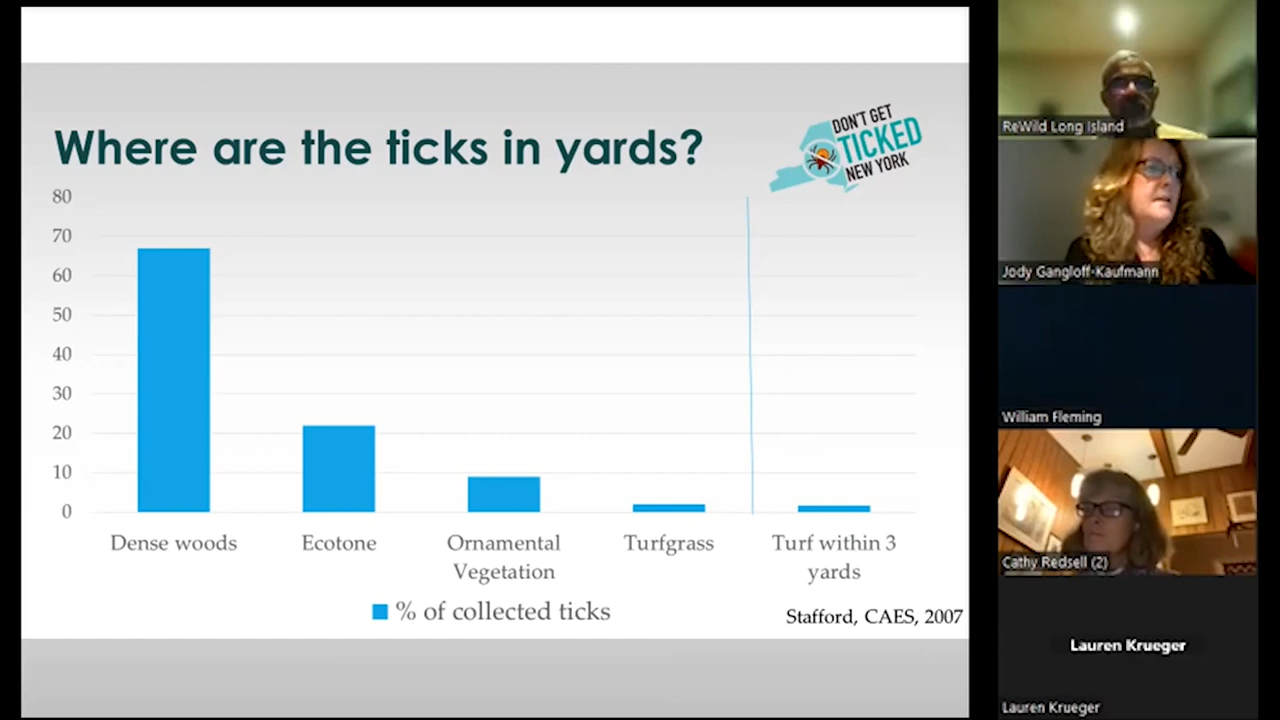 Where are the ticks in yards?
DON'T GET
TICKED
NEW YORK
80
70
60
50
40
30
20
10
0
Dense woods
Ecotone
Ornamental
Vegetation
Turfgrass
Turf within 3
yards
% of collected ticks
Stafford, CAES, 2007
ReWild Long Island
Jody Gangloff-Kaufmann
William Fleming
Cathy Redsell (2)
Lauren Krueger
Lauren Krueger